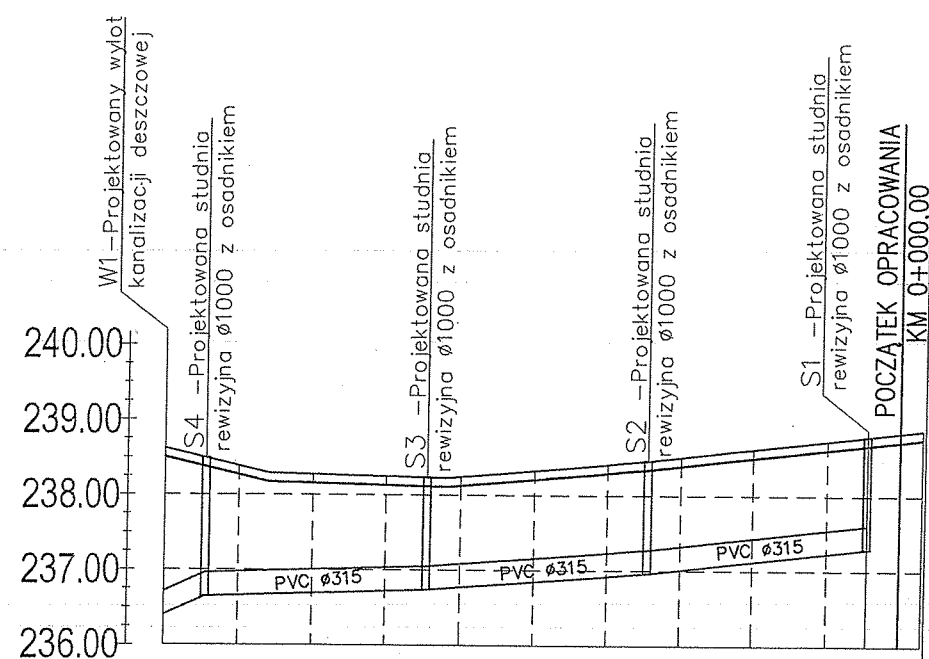 W1-Projektowany wylot
kanalizacji deszczowej
S4 -Projektowana studnia
rewizyjna ø1000 z osadnikiem
S3 -Projektowana studnia
rewizyjna ø1000 z osadnikiem
S2 -Projektowana studnia
rewizyjna ø1000 z osadnikiem
S1 -Projektowana studnia
rewizyjna ø1000 z osadnikiem
POCZĄTEK OPRACOWANIA
KM 0+000.00
240.00
239.00
238.00
237.00
236.00
PVC ø315
PVC ø315
PVC ø315